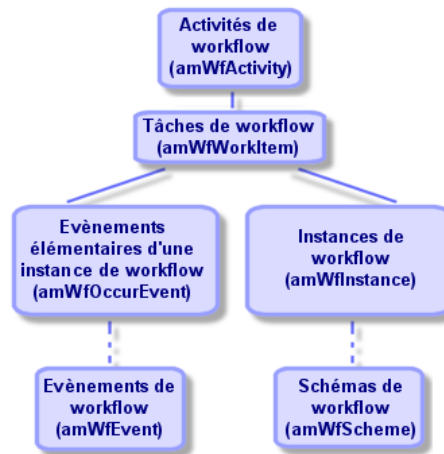 Activités de
workflow
(amWfActivity)
Tâches de workflow
(amWfWorkItem)
Evènements
élémentaires d'une
instance de workflow
(amWfOccurEvent)
Instances de
workflow
(amWfInstance)
Evènements de
workflow
(amWfEvent)
Schémas de
workflow
(amWfScheme)